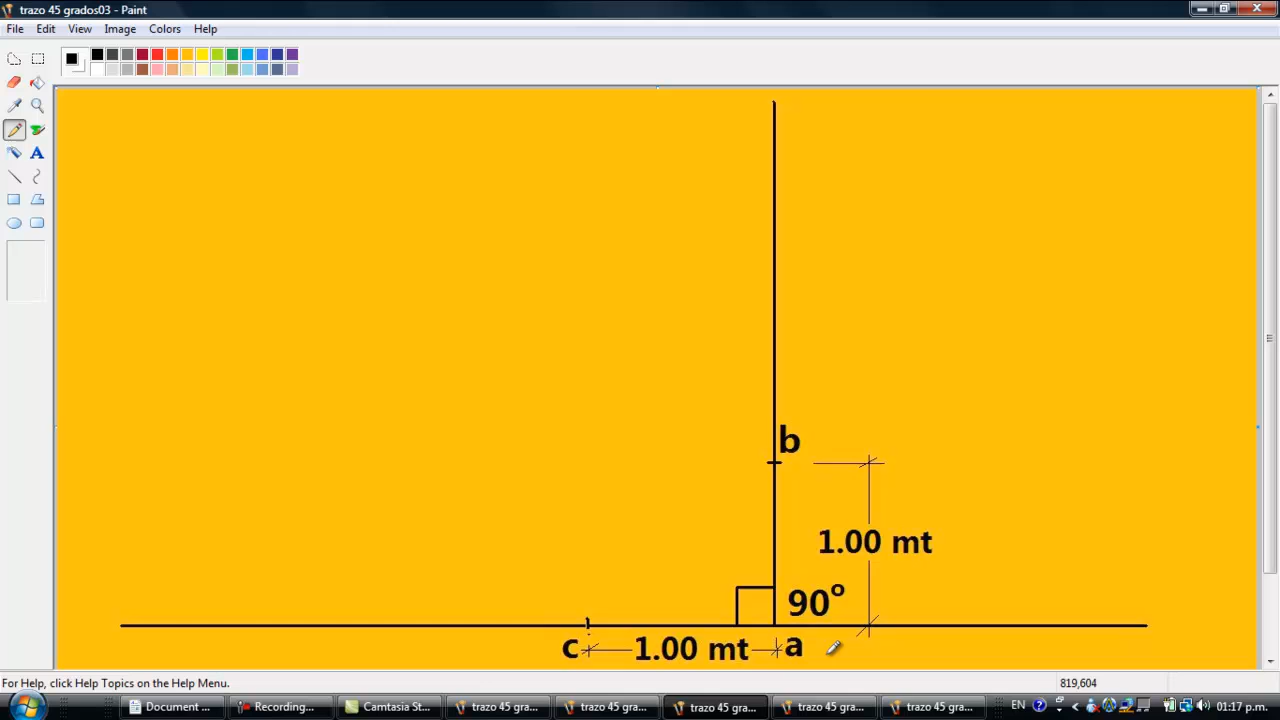 trazo 45 grados03 - Paint
File Edit View Image Colors Help
b
1.00 mt
90º
c 1.00 mt a
For Help, click Help Topics on the Help Menu. 819,604
Document ... Recording... Camtasia St... trazo 45 gra... trazo 45 gra... trazo 45 gra... trazo 45 gra... trazo 45 gra... EN 01:17 p.m.